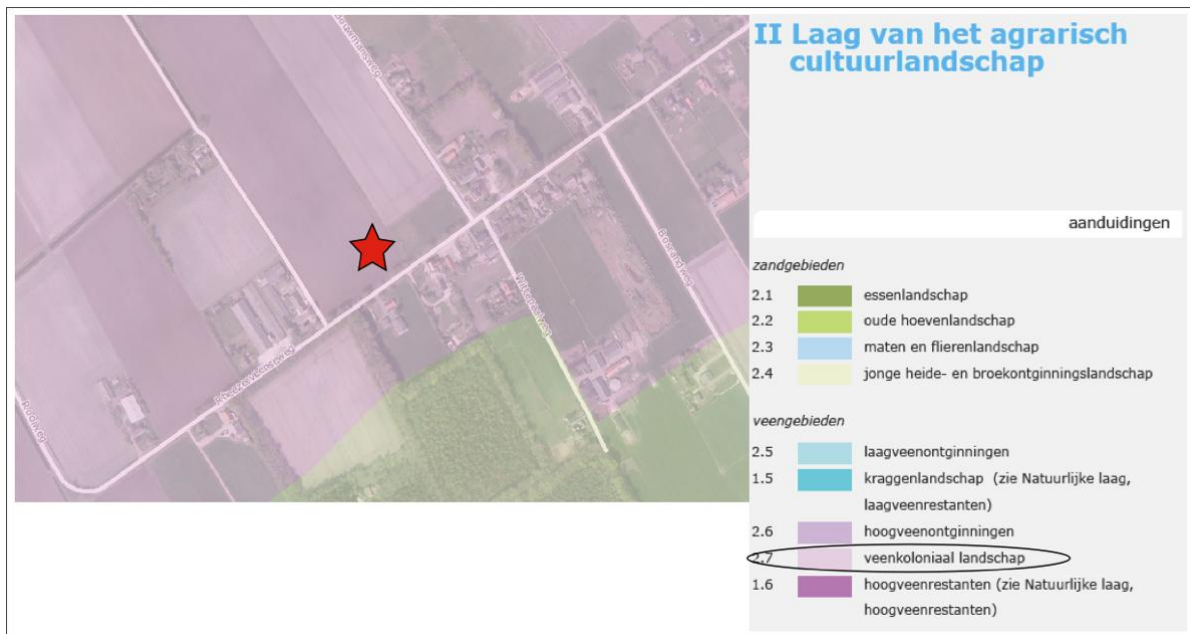 II Laag van het agrarisch
cultuurlandschap
aanduidingen
zandgebieden
2.1 essenlandschap
2.2 oude hoevenlandschap
2.3 maten en flierenlandschap
2.4 jonge heide- en broekontginningslandschap
veengebieden
2.5 laagveenontginningen
1.5 kraggenlandschap (zie Natuurlijke laag,
laagveenrestanten)
2.6 hoogveenontginningen
2.7 veenkoloniaal landschap
1.6 hoogveenrestanten (zie Natuurlijke laag,
hoogveenrestanten)
Rheezerveenseweg